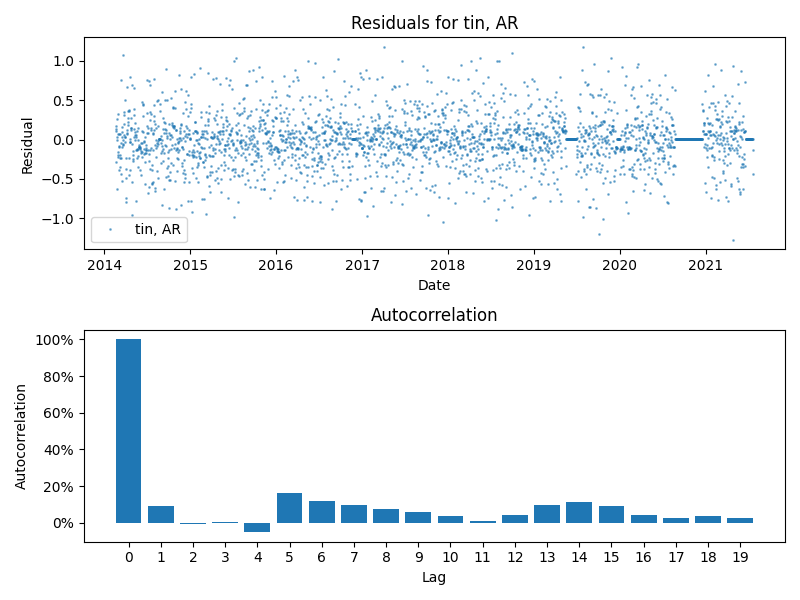 Residuals for tin, AR
1.0
0.5
0.0
−0.5
−1.0
Residual
tin, AR
2014 2015 2016 2017 2018 2019 2020 2021
Date
Autocorrelation
100%
80%
60%
40%
20%
0%
Autocorrelation
0 1 2 3 4 5 6 7 8 9 10 11 12 13 14 15 16 17 18 19
Lag